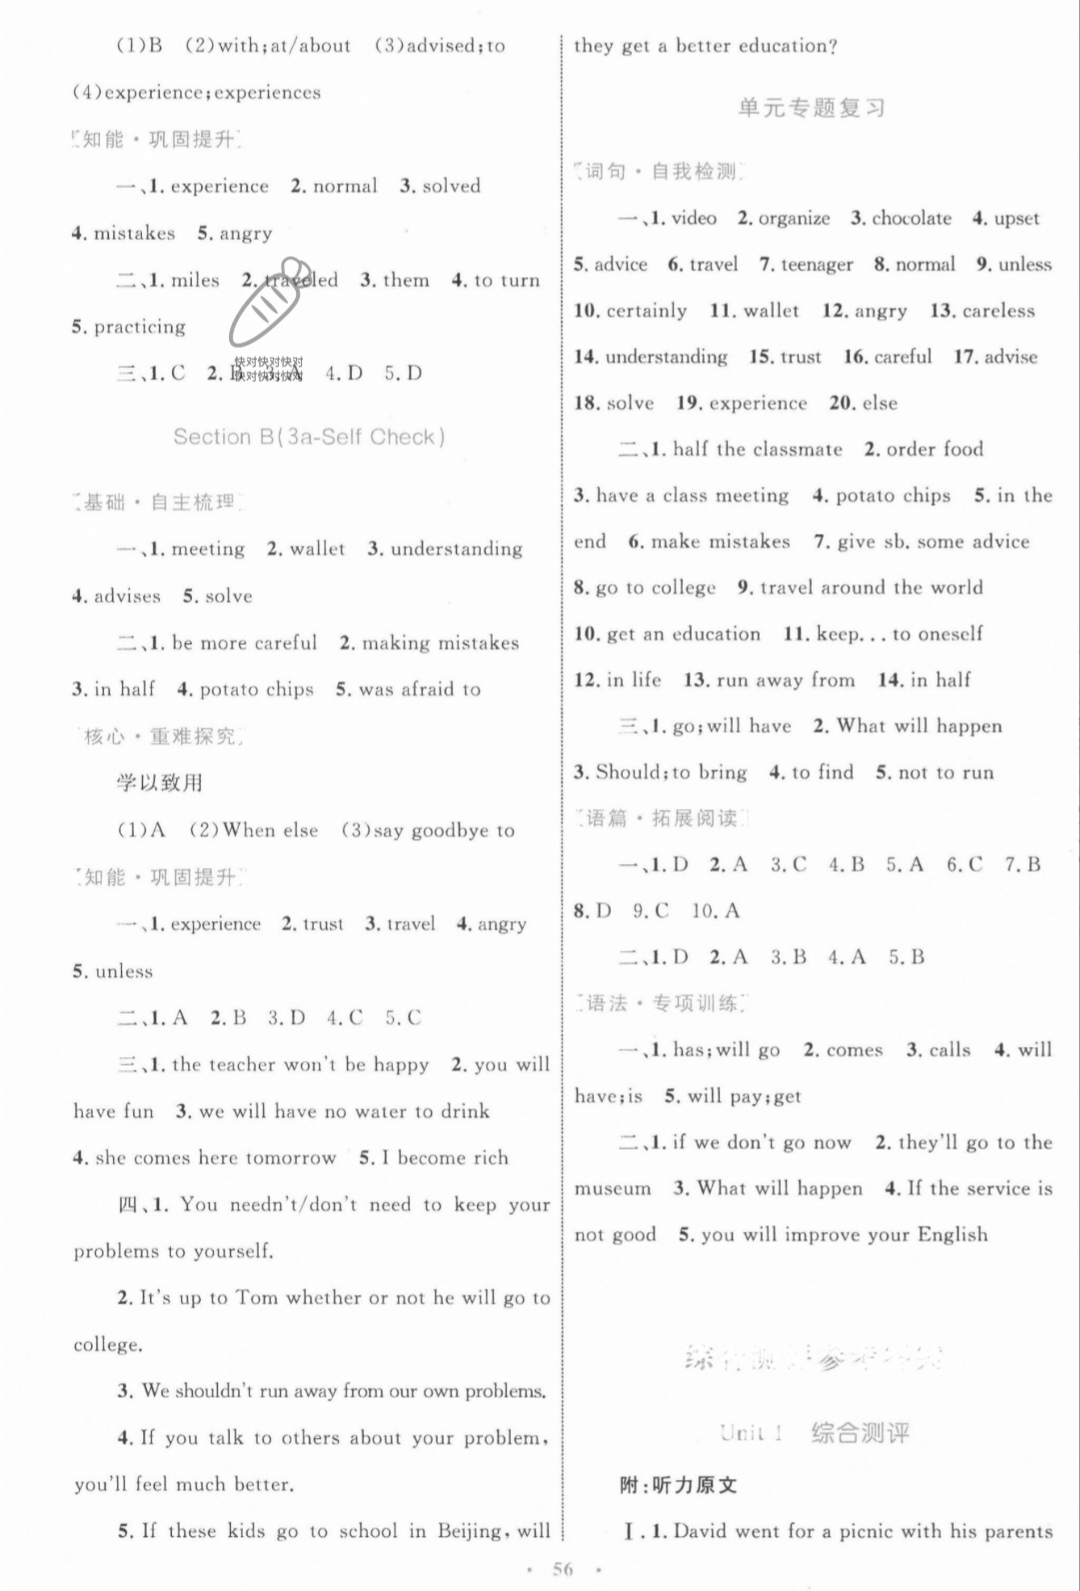 (1)B (2)with;at/about (3)advised;to
(4)experience;experiences
【知能·巩固提升】
一、1. experience 2. normal 3. solved
4. mistakes 5. angry
二、1. miles 2. traveled 3. them 4. to turn
5. practicing
三、1. C 2. B 3. A 4. D 5. D
快对快对快对
快对快对快对
Section B(3a-Self Check)
【基础·自主梳理】
一、1. meeting 2. wallet 3. understanding
4. advises 5. solve
二、1. be more careful 2. making mistakes
3. in half 4. potato chips 5. was afraid to
【核心·重难探究】
学以致用
(1)A (2)When else (3)say goodbye to
【知能·巩固提升】
一、1. experience 2. trust 3. travel 4. angry
5. unless
二、1. A 2. B 3. D 4. C 5. C
三、1. the teacher won't be happy 2. you will
have fun 3. we will have no water to drink
4. she comes here tomorrow 5. I become rich
四、1. You needn't/don't need to keep your
problems to yourself.
2. It's up to Tom whether or not he will go to
college.
3. We shouldn't run away from our own problems.
4. If you talk to others about your problem,
you'll feel much better.
5. If these kids go to school in Beijing, will
they get a better education?
单元专题复习
【词句·自我检测】
一、1. video 2. organize 3. chocolate 4. upset
5. advice 6. travel 7. teenager 8. normal 9. unless
10. certainly 11. wallet 12. angry 13. careless
14. understanding 15. trust 16. careful 17. advise
18. solve 19. experience 20. else
二、1. half the classmate 2. order food
3. have a class meeting 4. potato chips 5. in the
end 6. make mistakes 7. give sb. some advice
8. go to college 9. travel around the world
10. get an education 11. keep... to oneself
12. in life 13. run away from 14. in half
三、1. go;will have 2. What will happen
3. Should;to bring 4. to find 5. not to run
【语篇·拓展阅读】
一、1. D 2. A 3. C 4. B 5. A 6. C 7. B
8. D 9. C 10. A
二、1. D 2. A 3. B 4. A 5. B
【语法·专项训练】
一、1. has;will go 2. comes 3. calls 4. will
have;is 5. will pay;get
二、1. if we don't go now 2. they'll go to the
museum 3. What will happen 4. If the service is
not good 5. you will improve your English
综合测评参考答案
Unit 1 综合测评
附:听力原文
Ⅰ. 1. David went for a picnic with his parents
· 56 ·